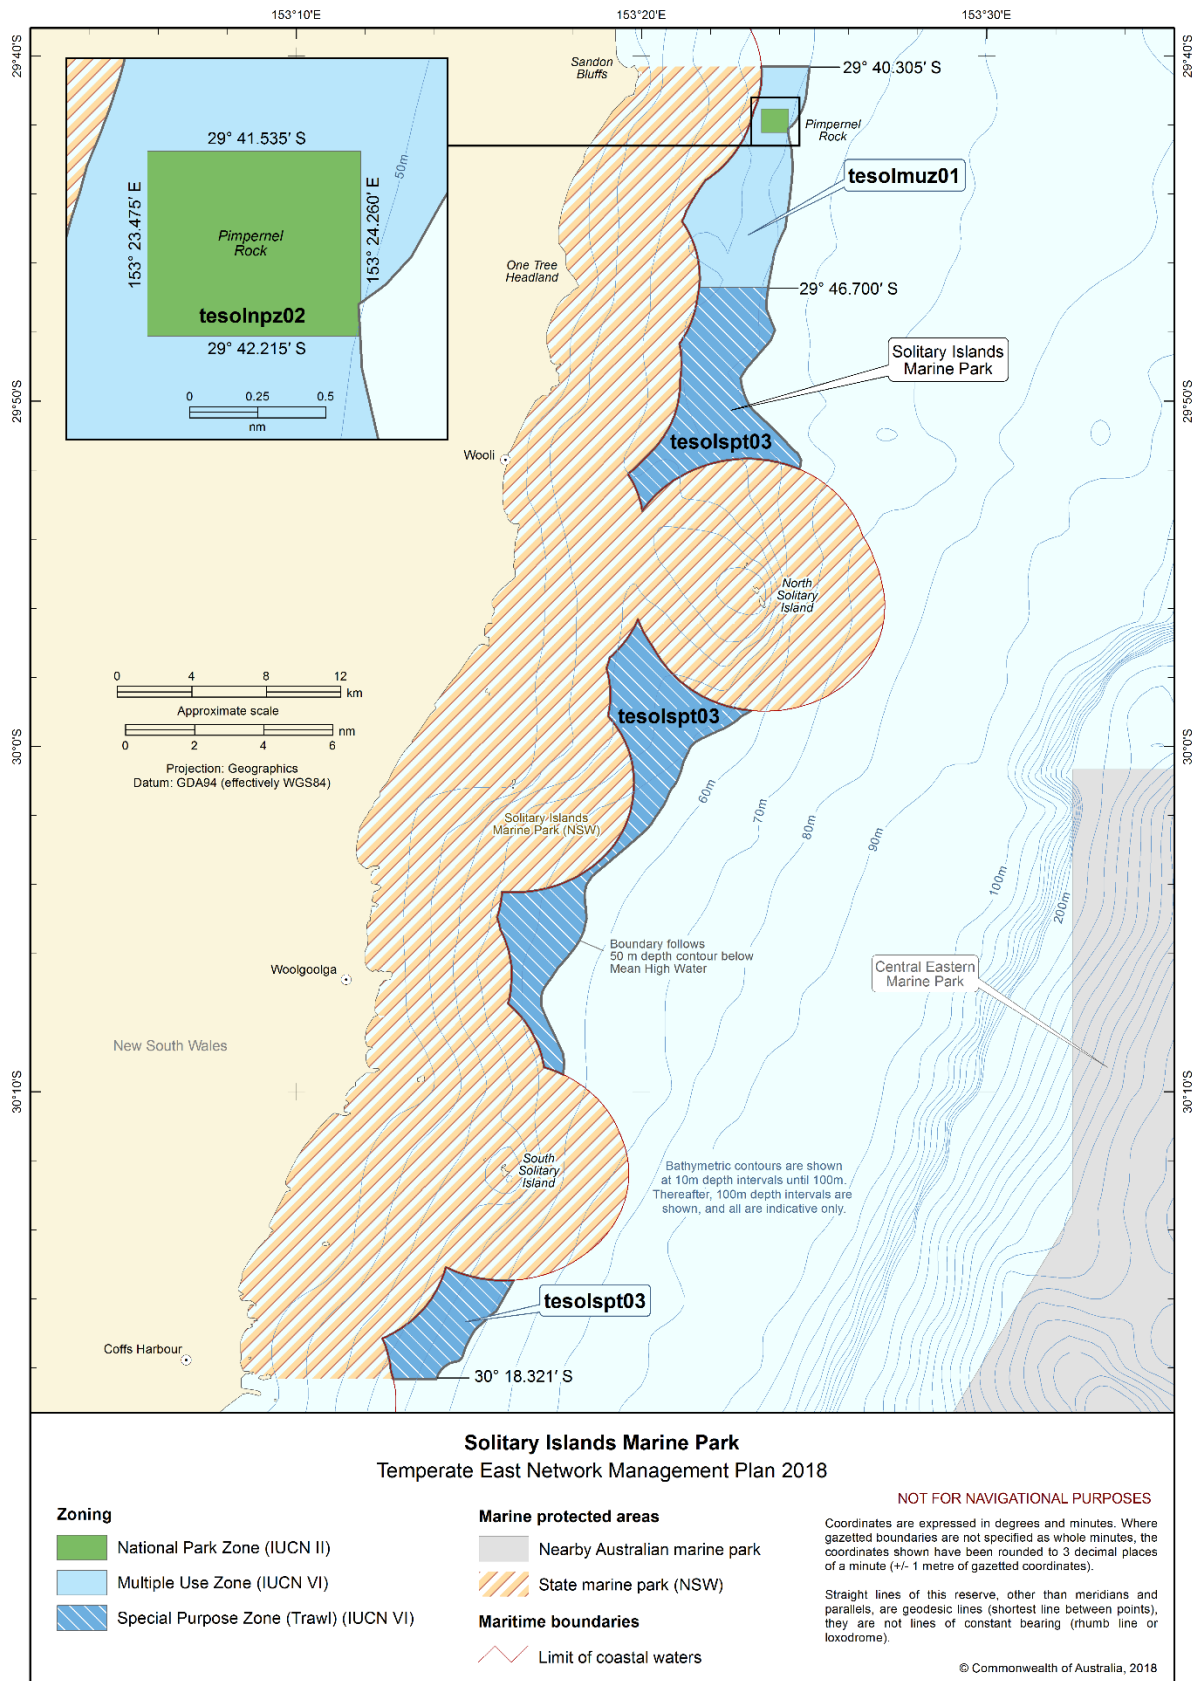 153°10'E
153°20'E
153°30'E
29°40'S
29°40'S
Sandon
Bluffs
29° 40.305' S
Pimpernel
Rock
tesolmuz01
29° 41.535' S
50m
153° 23.475' E
153° 24.260' E
Pimpernel
Rock
tesolnpz02
29° 42.215' S
0 0.25 0.5
nm
One Tree
Headland
29° 46.700' S
Solitary Islands
Marine Park
29°50'S
29°50'S
tesolspt03
Wooli
North
Solitary
Island
0 4 8 12
km
Approximate scale
0 2 4 6
nm
Projection: Geographics
Datum: GDA94 (effectively WGS84)
tesolspt03
30°0'S
30°0'S
60m
70m
80m
90m
100m
200m
Solitary Islands
Marine Park (NSW)
Boundary follows
50 m depth contour below
Mean High Water
Central Eastern
Marine Park
Woolgoolga
New South Wales
30°10'S
30°10'S
South
Solitary
Island
Bathymetric contours are shown
at 10m depth intervals until 100m.
Thereafter, 100m depth intervals are
shown, and all are indicative only.
tesolspt03
Coffs Harbour
30° 18.321' S
Solitary Islands Marine Park
Temperate East Network Management Plan 2018
Zoning
National Park Zone (IUCN II)
Multiple Use Zone (IUCN VI)
Special Purpose Zone (Trawl) (IUCN VI)
Marine protected areas
Nearby Australian marine park
State marine park (NSW)
Maritime boundaries
Limit of coastal waters
NOT FOR NAVIGATIONAL PURPOSES
Coordinates are expressed in degrees and minutes. Where
gazetted boundaries are not specified as whole minutes, the
coordinates shown have been rounded to 3 decimal places
of a minute (+/- 1 metre of gazetted coordinates).
Straight lines of this reserve, other than meridians and
parallels, are geodesic lines (shortest line between points),
they are not lines of constant bearing (rhumb line or
loxodrome).
© Commonwealth of Australia, 2018